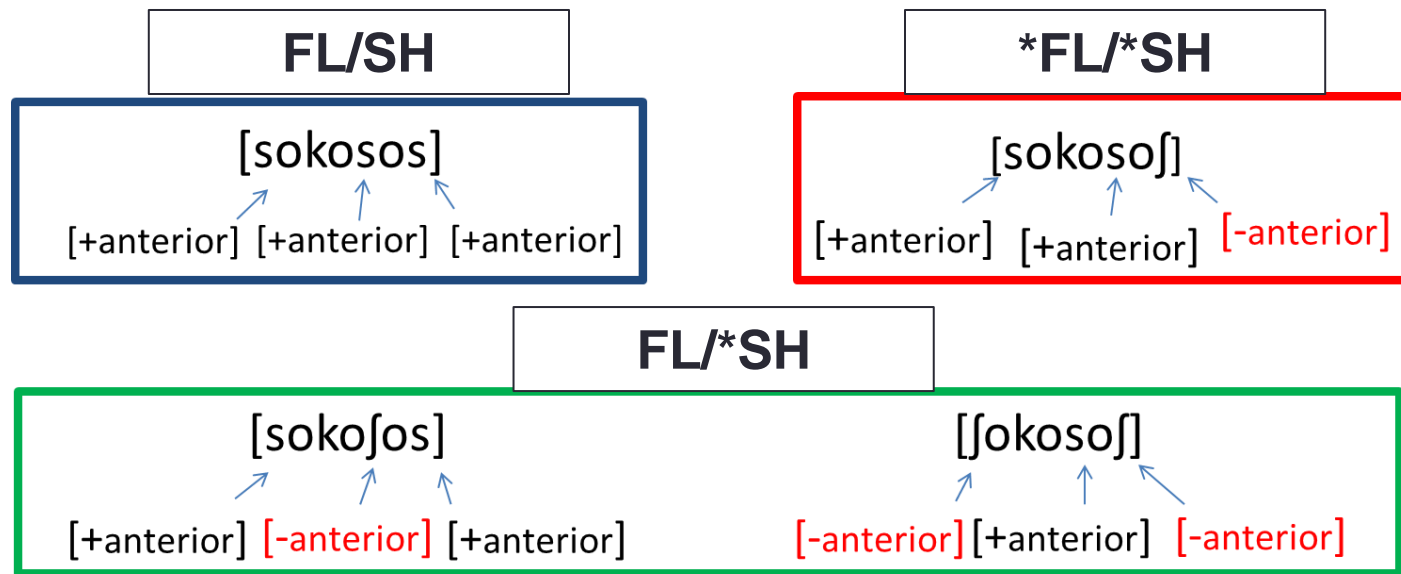 FL/SH
*FL/*SH
[sokosos]
[sokosoʃ]
[+anterior] [+anterior] [+anterior]
[+anterior] [+anterior] [-anterior]
FL/*SH
[sokoʃos]
[ʃokosoʃ]
[+anterior] [-anterior] [+anterior]
[-anterior] [+anterior] [-anterior]